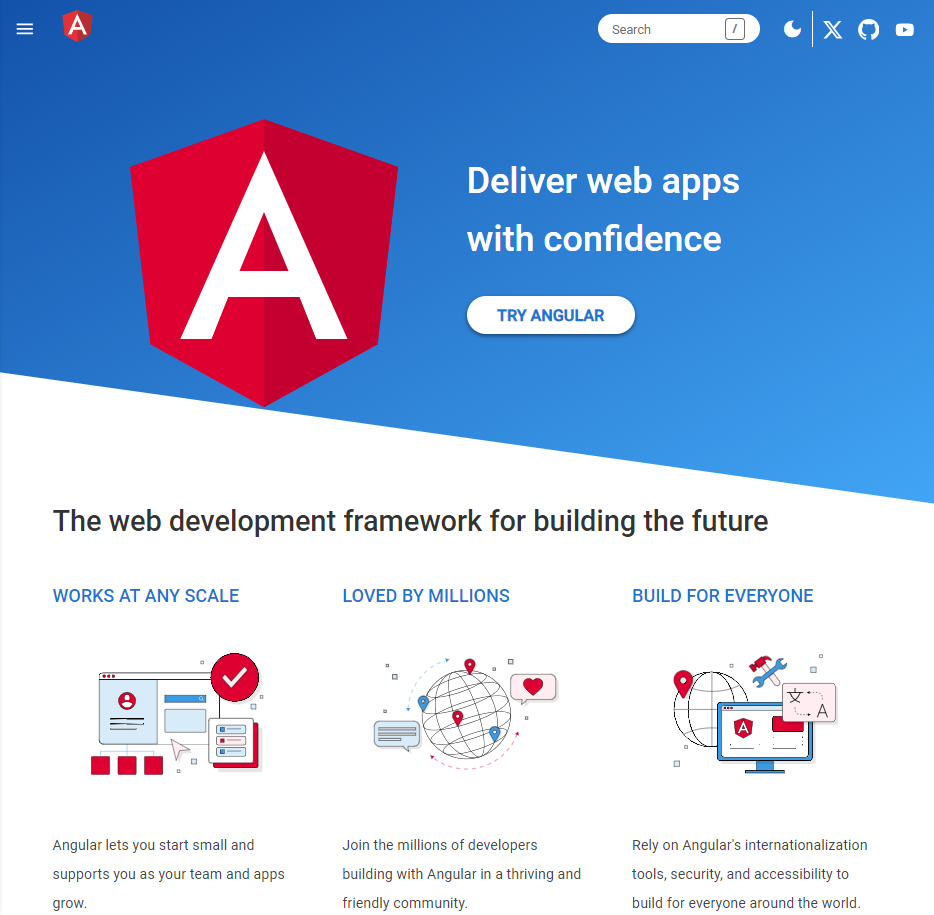 Search /
Deliver web apps
with confidence
TRY ANGULAR
The web development framework for building the future
WORKS AT ANY SCALE
LOVED BY MILLIONS
BUILD FOR EVERYONE
文
A
Angular lets you start small and
supports you as your team and apps
grow.
Join the millions of developers
building with Angular in a thriving and
friendly community.
Rely on Angular's internationalization
tools, security, and accessibility to
build for everyone around the world.